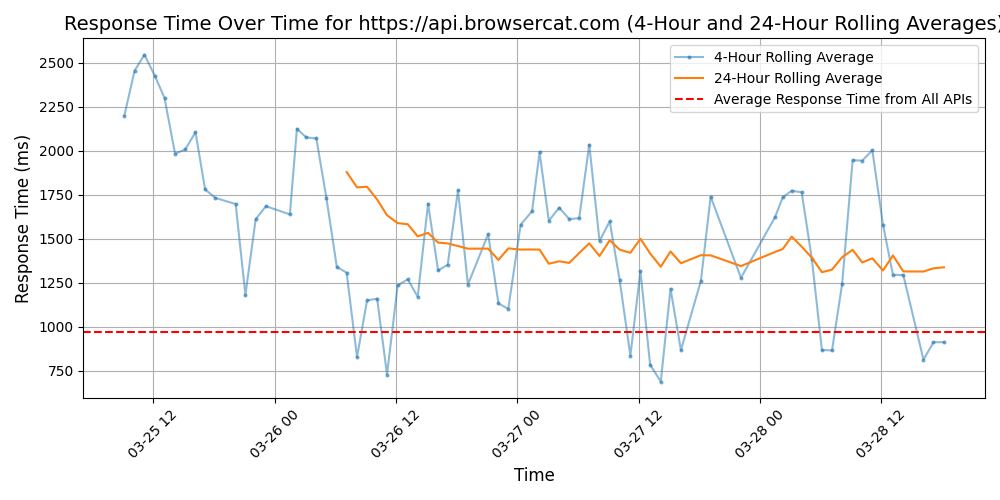 Response Time Over Time for https://api.browsercat.com (4-Hour and 24-Hour Rolling Averages)
4-Hour Rolling Average
24-Hour Rolling Average
Average Response Time from All APIs
Response Time (ms)
2500
2250
2000
1750
1500
1250
1000
750
03-25 12
03-26 00
03-26 12
03-27 00
03-27 12
03-28 00
03-28 12
Time